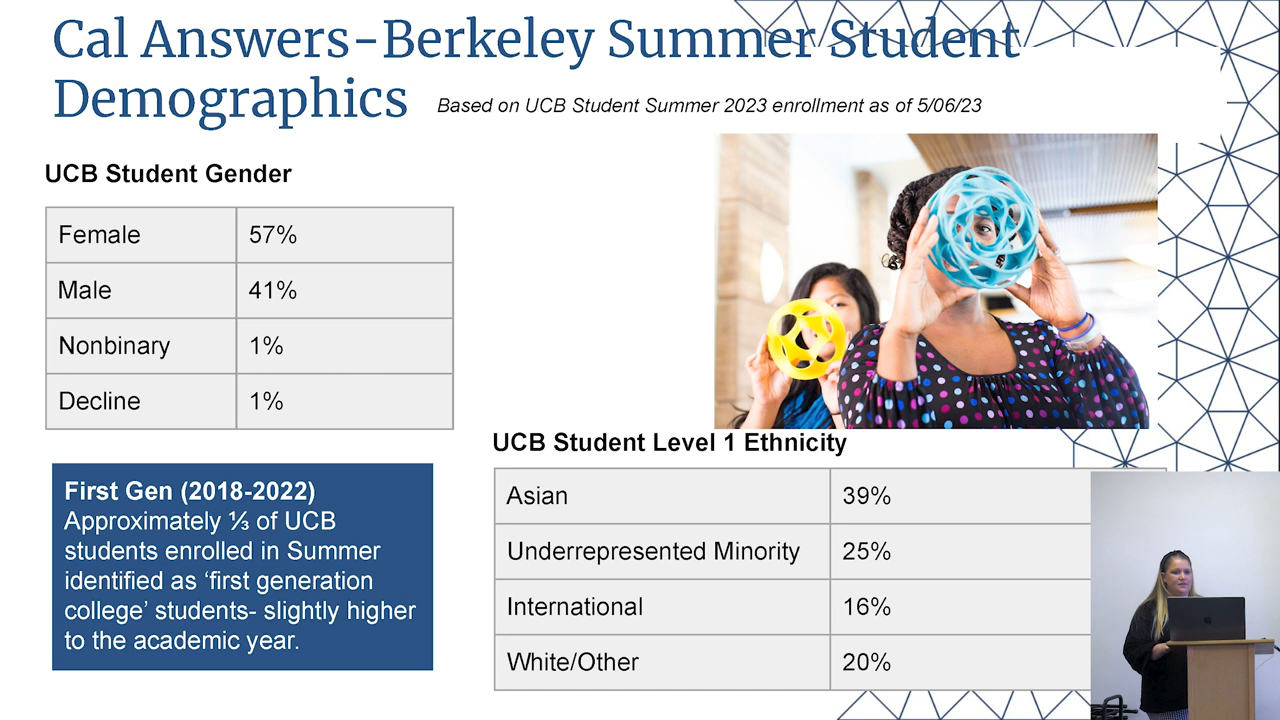 Cal Answers-Berkeley Summer Student
Demographics
Based on UCB Student Summer 2023 enrollment as of 5/06/23
UCB Student Gender
Female 57%
Male 41%
Nonbinary 1%
Decline 1%
First Gen (2018-2022)
Approximately ⅓ of UCB
students enrolled in Summer
identified as ‘first generation
college’ students- slightly higher
to the academic year.
UCB Student Level 1 Ethnicity
Asian 39%
Underrepresented Minority 25%
International 16%
White/Other 20%